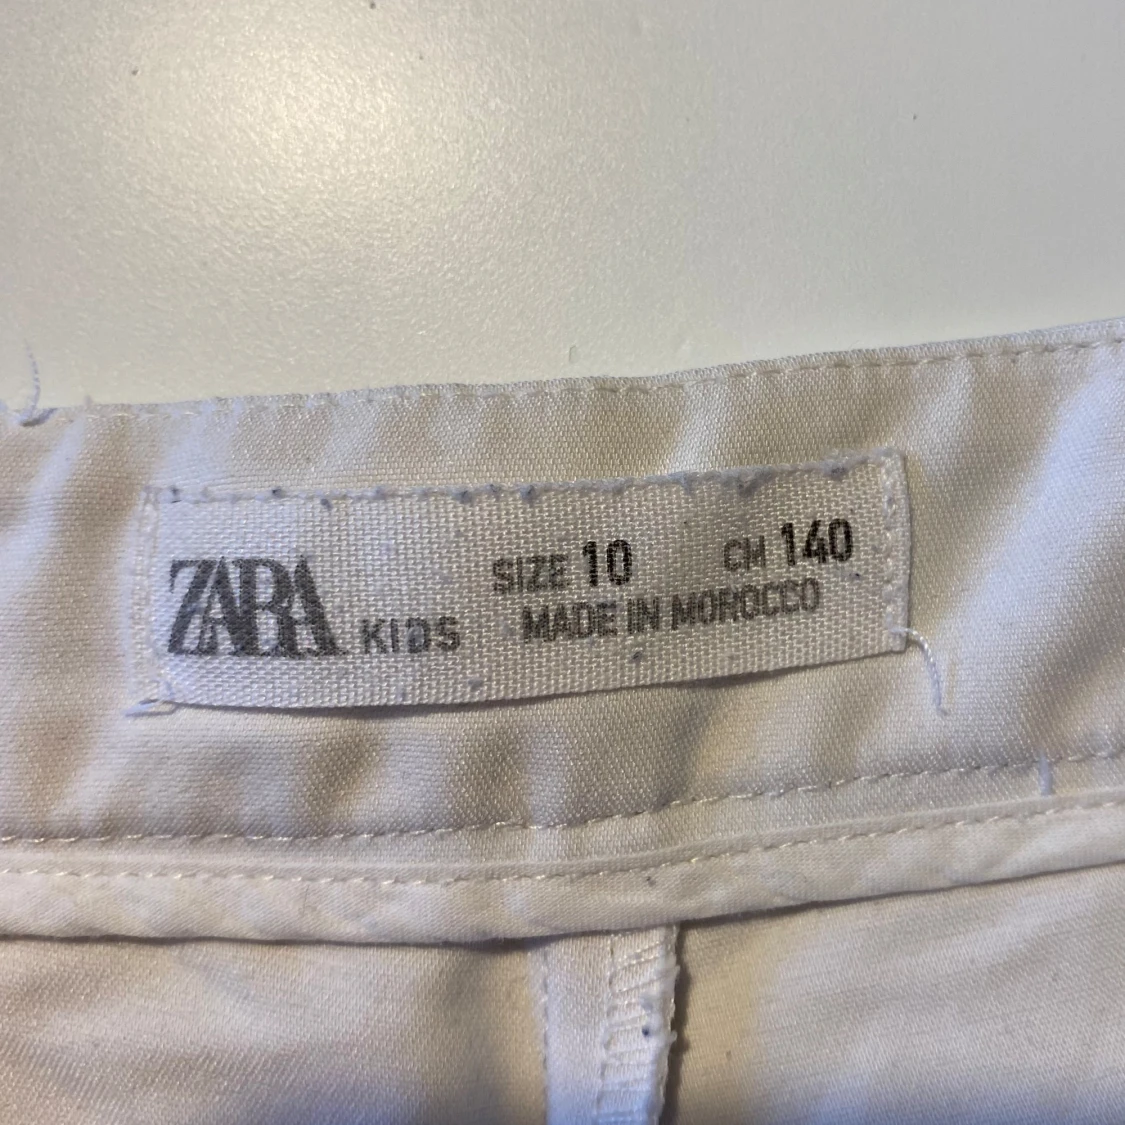 ZARA KIDS
SIZE 10 CM 140
MADE IN MOROCCO